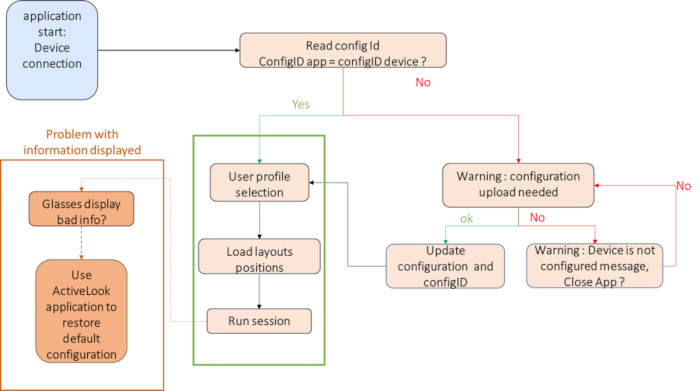 application
start:
Device
connection
Read config Id
ConfigID app = configID device ?
No
Yes
Problem with
information displayed
User profile
selection
Warning : configuration
upload needed
No
Glasses display
bad info?
ok
No
Load layouts
positions
Update
configuration and
configID
Warning : Device is not
configured message,
Close App ?
Use
ActiveLook
application to
restore
default
configuration
Run session